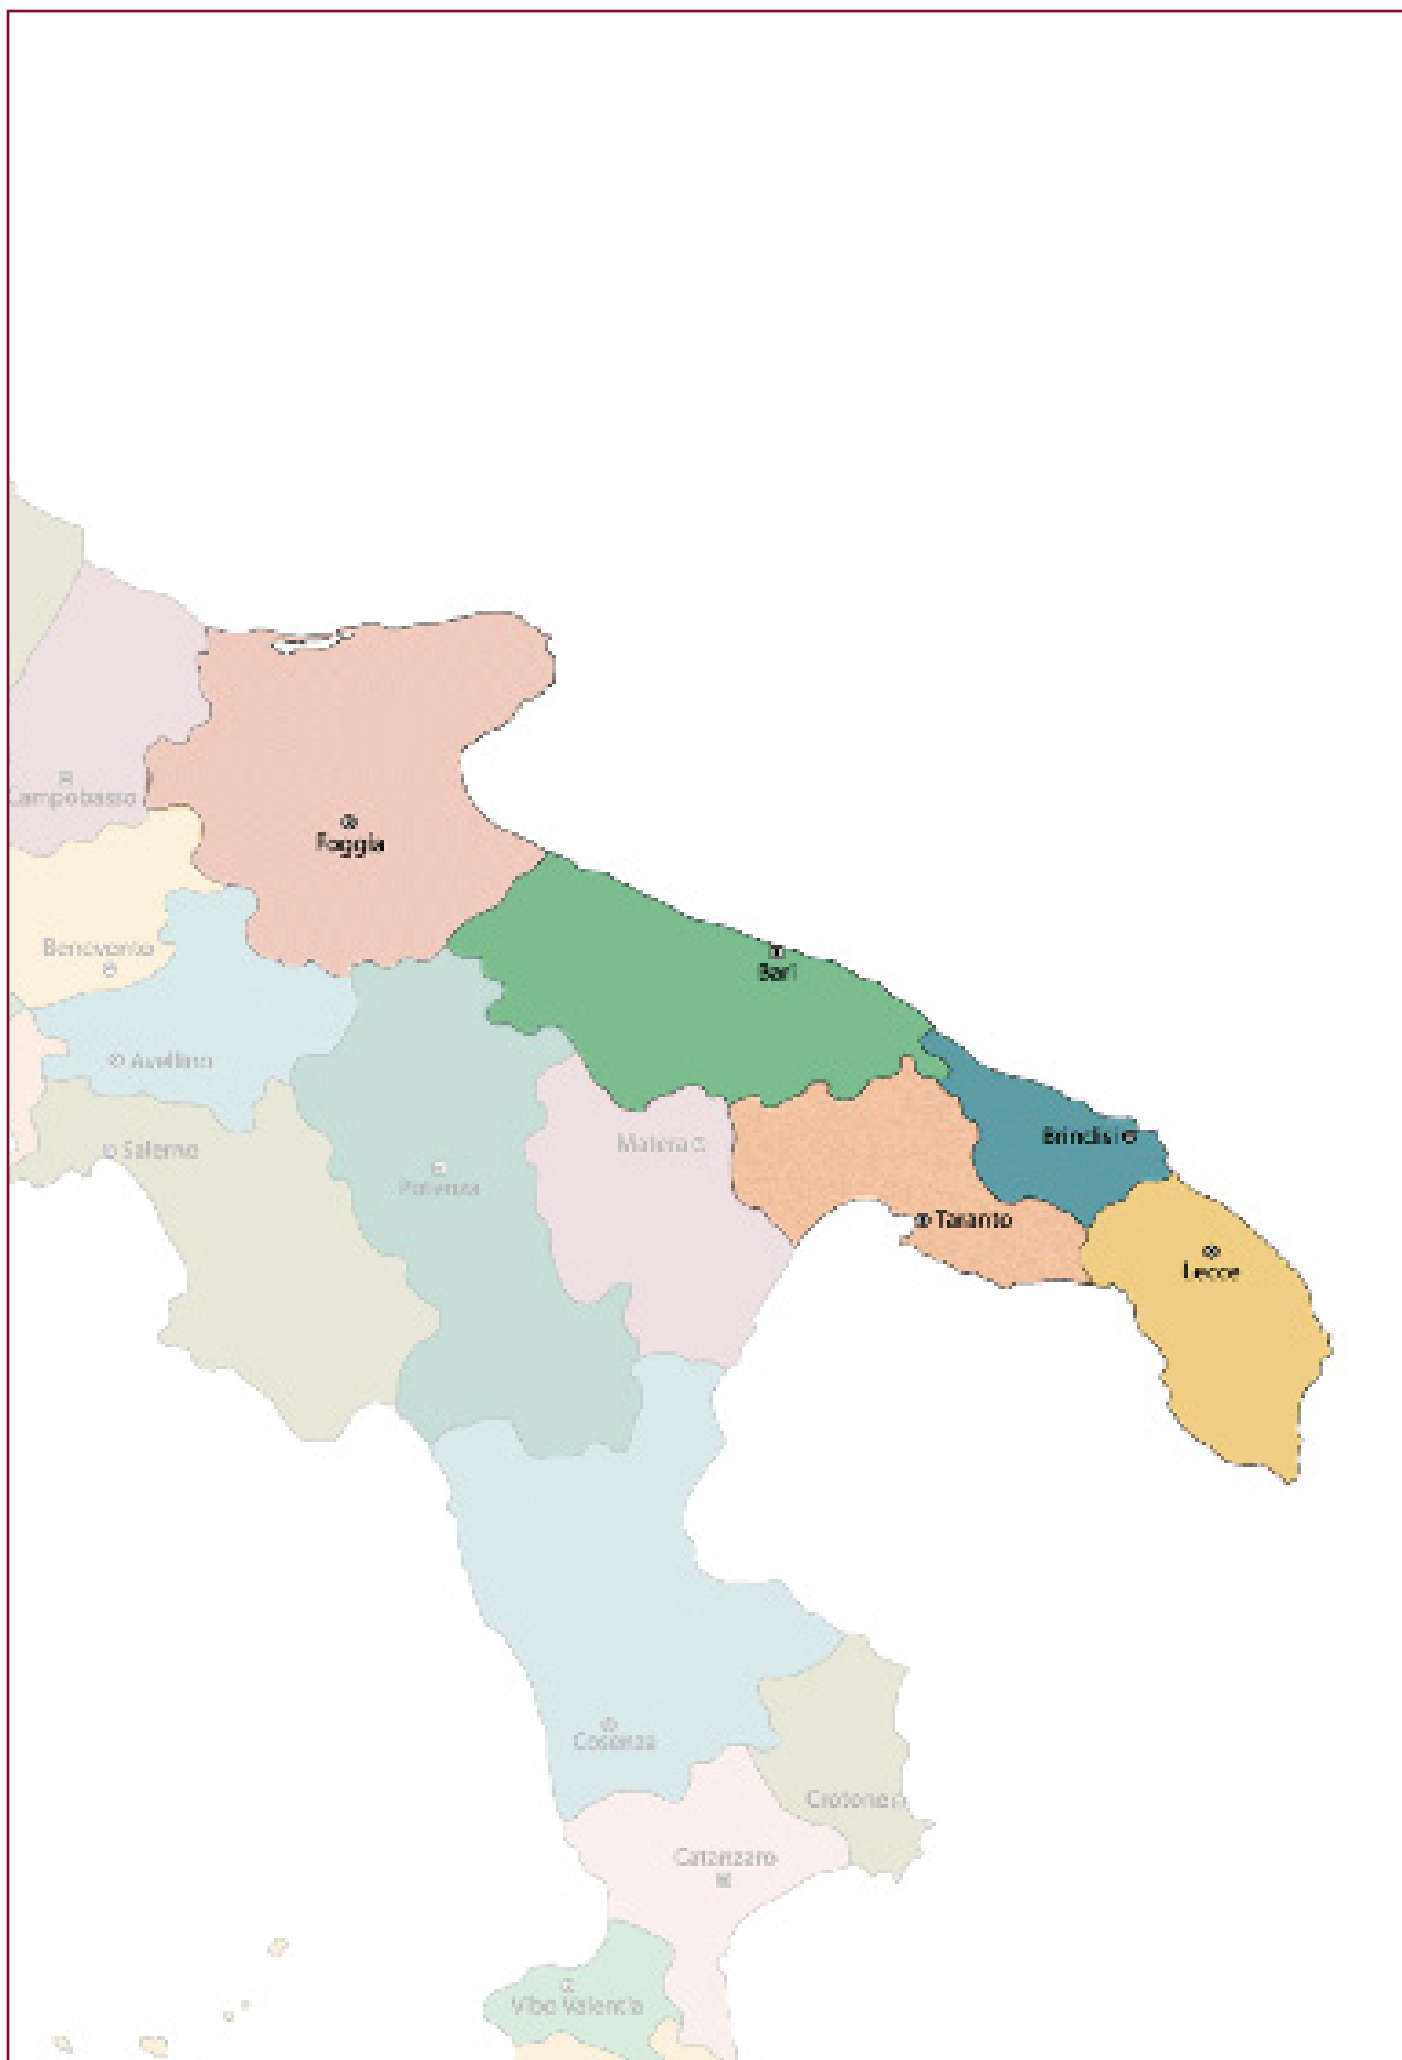 Campobasso
Foggia
Benevento
Bari
Avellino
Brindisi
Matera
Salerno
Potenza
Taranto
Lecce
Cosenza
Crotone
Catanzaro
Vibo Valentia